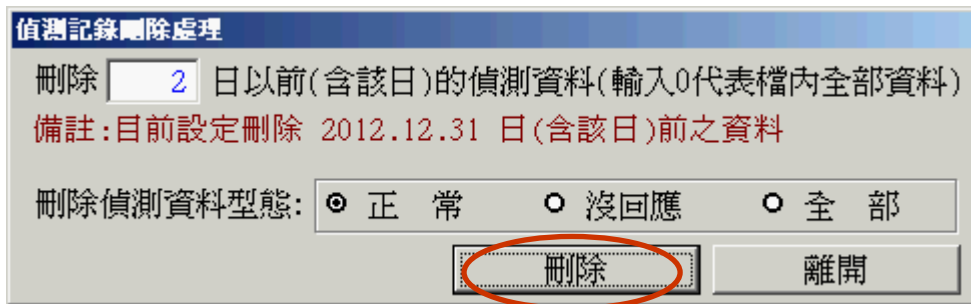 偵測記錄刪除處理
刪除 2 日以前(含該日)的偵測資料(輸入0代表檔內全部資料)
備註:目前設定刪除 2012.12.31 日(含該日)前之資料
刪除偵測資料型態: 正 常 沒回應 全 部
刪除 離開